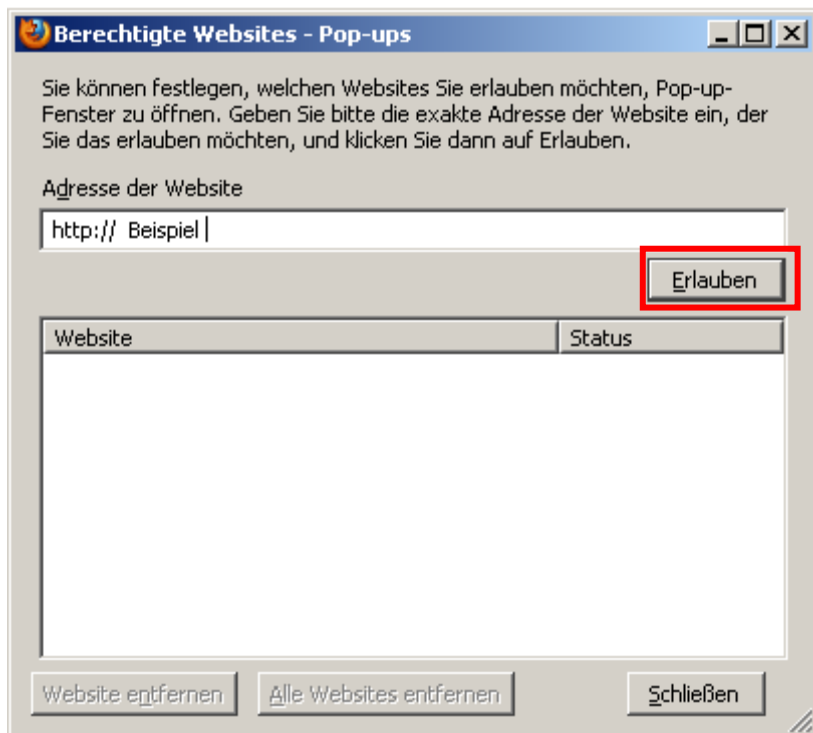 Berechtigte Websites - Pop-ups
Sie können festlegen, welchen Websites Sie erlauben möchten, Pop-up-
Fenster zu öffnen. Geben Sie bitte die exakte Adresse der Website ein, der
Sie das erlauben möchten, und klicken Sie dann auf Erlauben.
Adresse der Website
http:// Beispiel
Erlauben
Website Status
Website entfernen Alle Websites entfernen Schließen